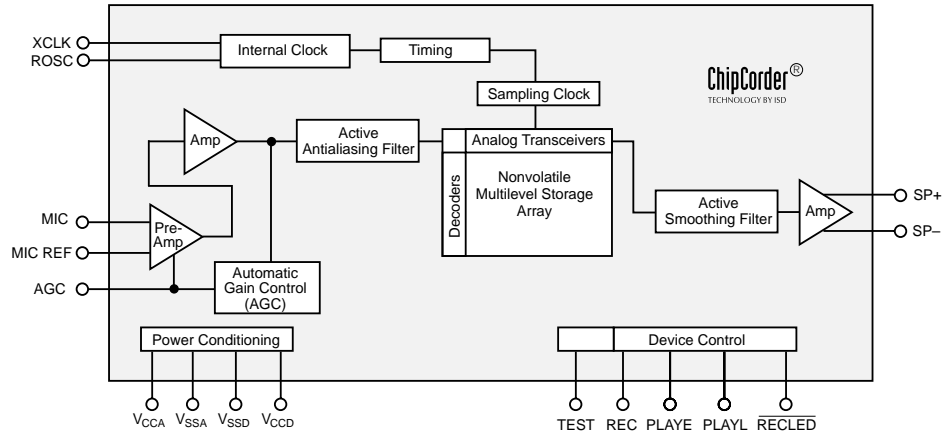 XCLK
ROSC
Internal Clock
Timing
Sampling Clock
ChipCorder®
TECHNOLOGY BY ISD
Amp
Active
Antialiasing Filter
Analog Transceivers
Decoders
Nonvolatile
Multilevel Storage
Array
Active
Smoothing Filter
Amp
SP+
SP–
MIC
MIC REF
AGC
Pre-
Amp
Automatic
Gain Control
(AGC)
Power Conditioning
Device Control
VCCA
VSSA
VSSD
VCCD
TEST
REC
PLAYE
PLAYL
RECLED